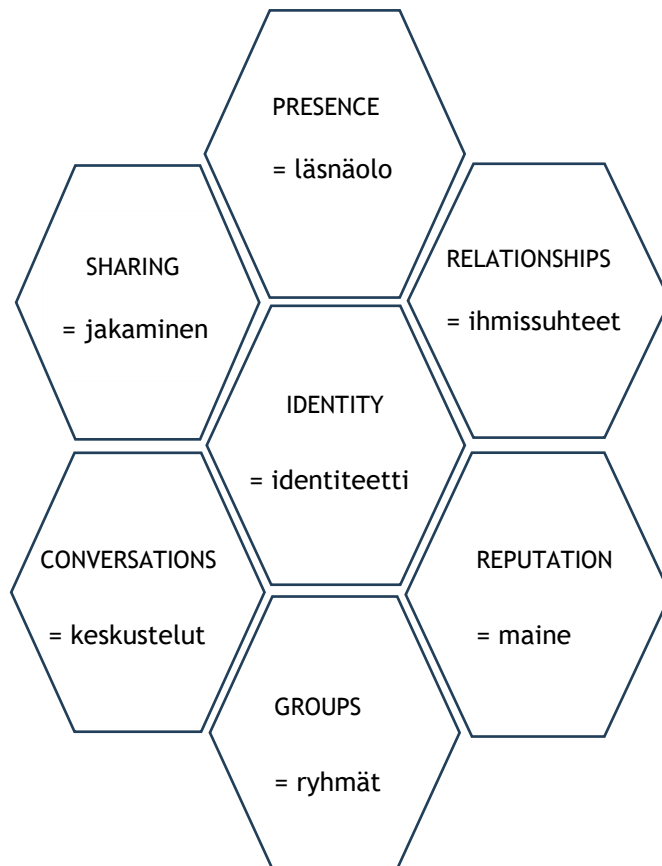 PRESENCE
= läsnäolo
SHARING
= jakaminen
RELATIONSHIPS
= ihmissuhteet
IDENTITY
= identiteetti
CONVERSATIONS
= keskustelut
REPUTATION
= maine
GROUPS
= ryhmät